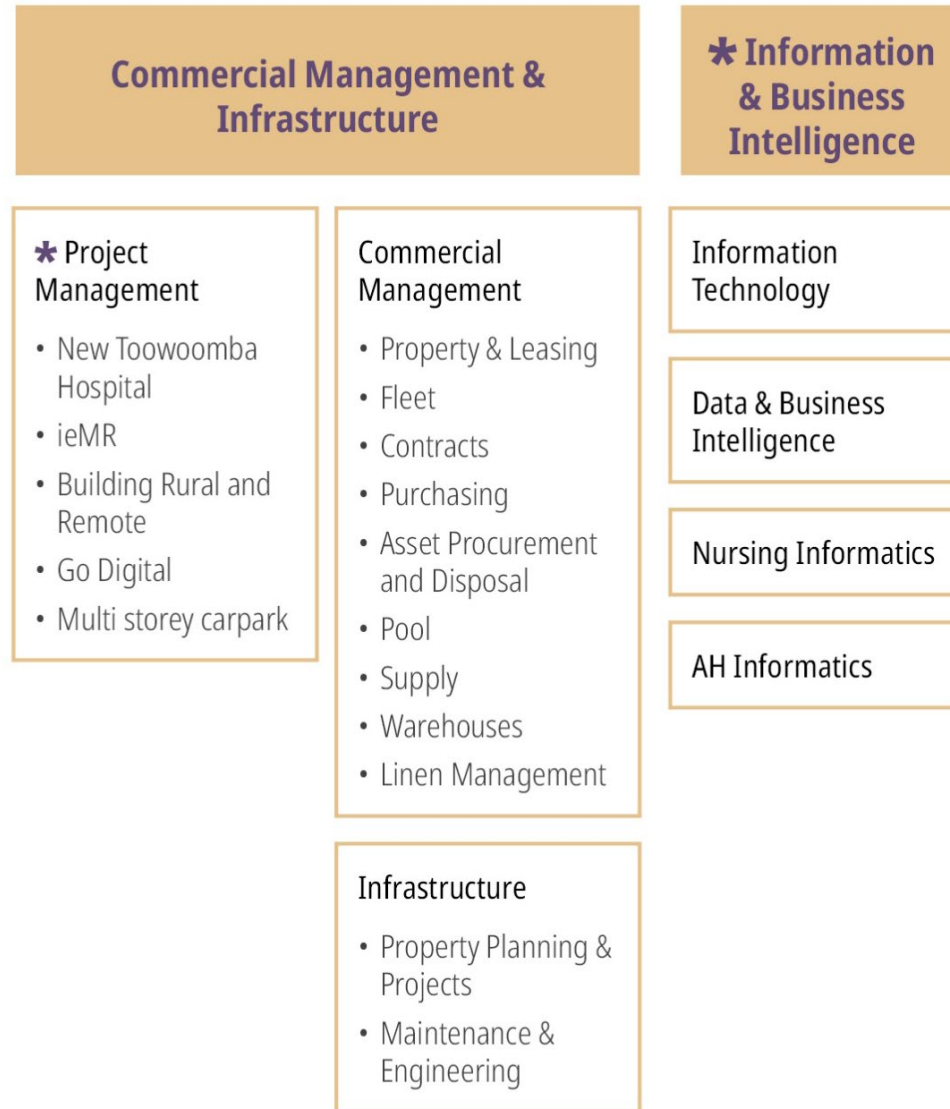 Commercial Management &
Infrastructure
* Project
Management
• New Toowoomba
Hospital
• ieMR
• Building Rural and
Remote
• Go Digital
• Multi storey carpark
Commercial
Management
• Property & Leasing
• Fleet
• Contracts
• Purchasing
• Asset Procurement
and Disposal
• Pool
• Supply
• Warehouses
• Linen Management
Infrastructure
• Property Planning &
Projects
• Maintenance &
Engineering
* Information
& Business
Intelligence
Information
Technology
Data & Business
Intelligence
Nursing Informatics
AH Informatics